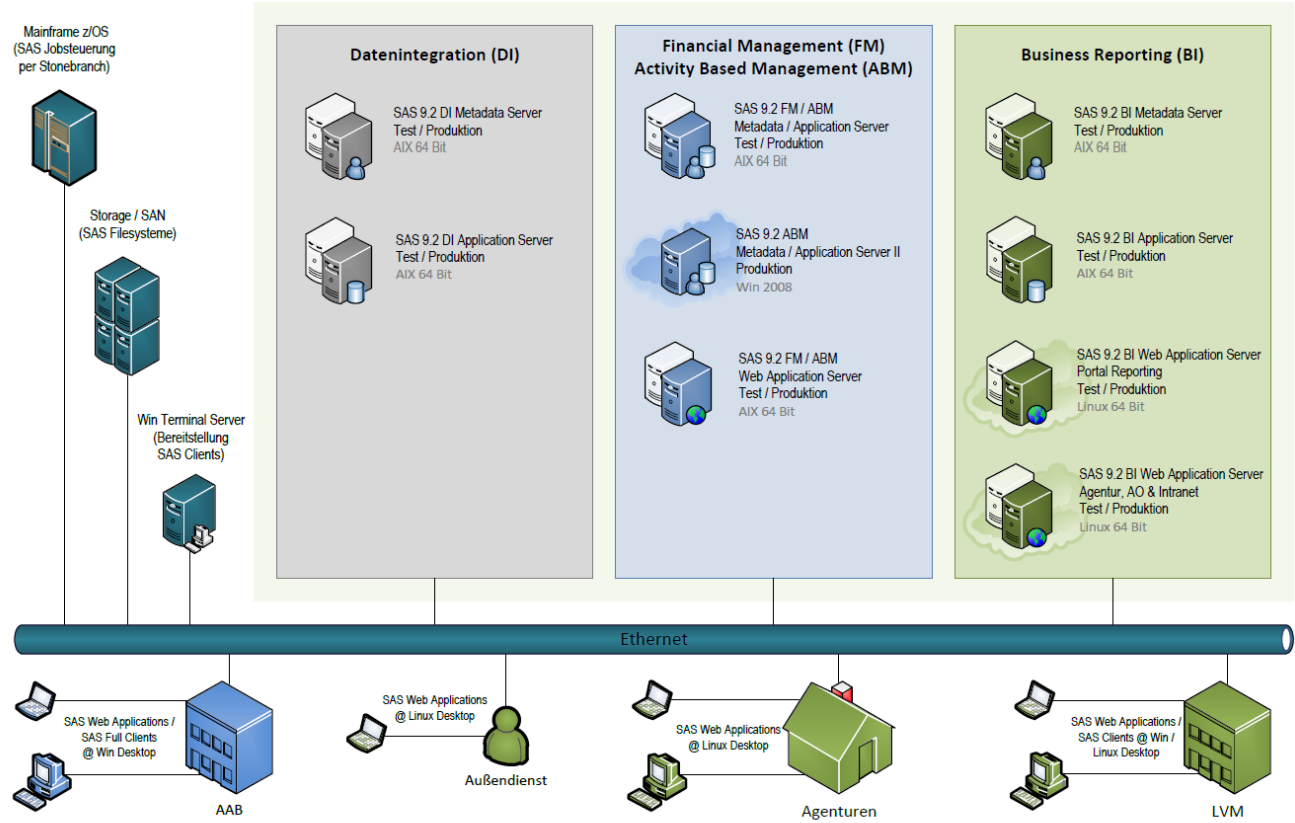 Mainframe z/OS
(SAS Jobsteuerung
per Stonebranch)
Storage / SAN
(SAS Filesysteme)
Win Terminal Server
(Bereitstellung
SAS Clients)
Datenintegration (DI)
SAS 9.2 DI Metadata Server
Test / Produktion
AIX 64 Bit
SAS 9.2 DI Application Server
Test / Produktion
AIX 64 Bit
Financial Management (FM)
Activity Based Management (ABM)
SAS 9.2 FM / ABM
Metadata / Application Server
Test / Produktion
AIX 64 Bit
SAS 9.2 ABM
Metadata / Application Server II
Produktion
Win 2008
SAS 9.2 FM / ABM
Web Application Server
Test / Produktion
AIX 64 Bit
Business Reporting (BI)
SAS 9.2 BI Metadata Server
Test / Produktion
AIX 64 Bit
SAS 9.2 BI Application Server
Test / Produktion
AIX 64 Bit
SAS 9.2 BI Web Application Server
Portal Reporting
Test / Produktion
Linux 64 Bit
SAS 9.2 BI Web Application Server
Agentur, AO & Intranet
Test / Produktion
Linux 64 Bit
Ethernet
SAS Web Applications /
SAS Full Clients
@ Win Desktop
AAB
SAS Web Applications
@ Linux Desktop
Außendienst
SAS Web Applications
@ Linux Desktop
Agenturen
SAS Web Applications /
SAS Clients @ Win /
Linux Desktop
LVM